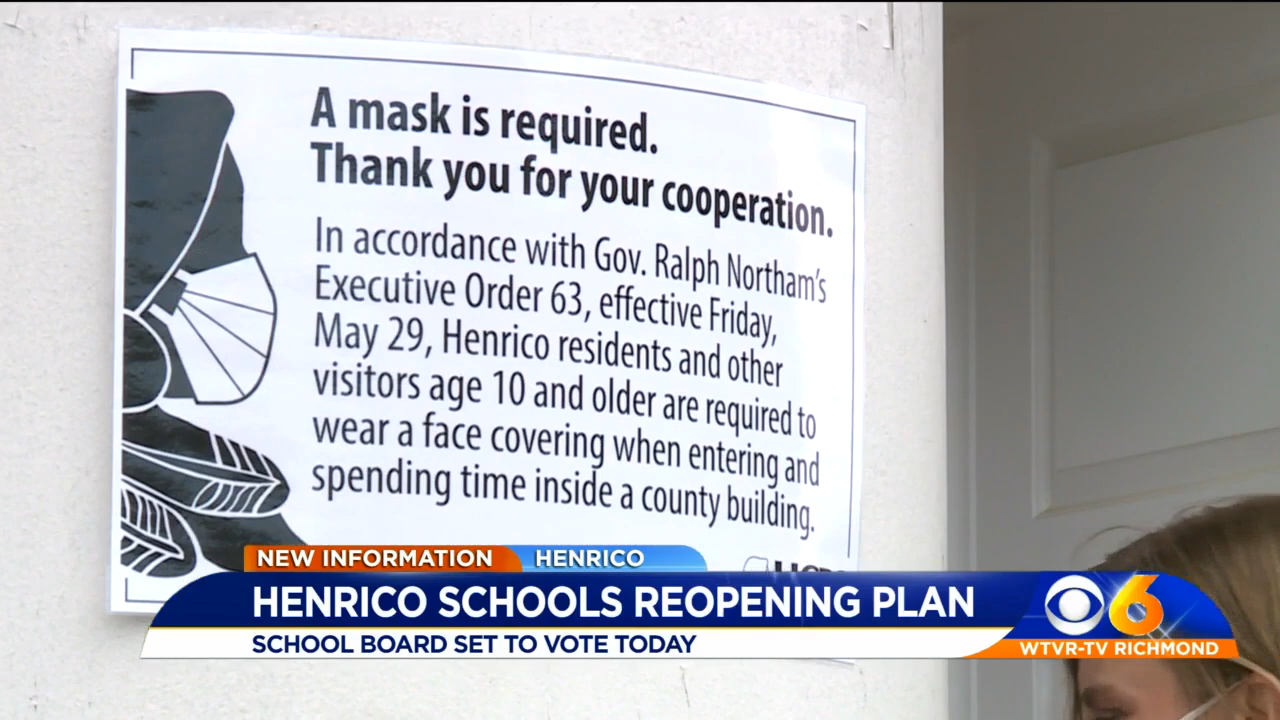 A mask is required.
Thank you for your cooperation.
In accordance with Gov. Ralph Northam's
Executive Order 63, effective Friday,
May 29, Henrico residents and other
visitors age 10 and older are required to
wear a face covering when entering and
spending time inside a county building.
NEW INFORMATION HENRICO
HENRICO SCHOOLS REOPENING PLAN
SCHOOL BOARD SET TO VOTE TODAY
6
WTVR-TV RICHMOND